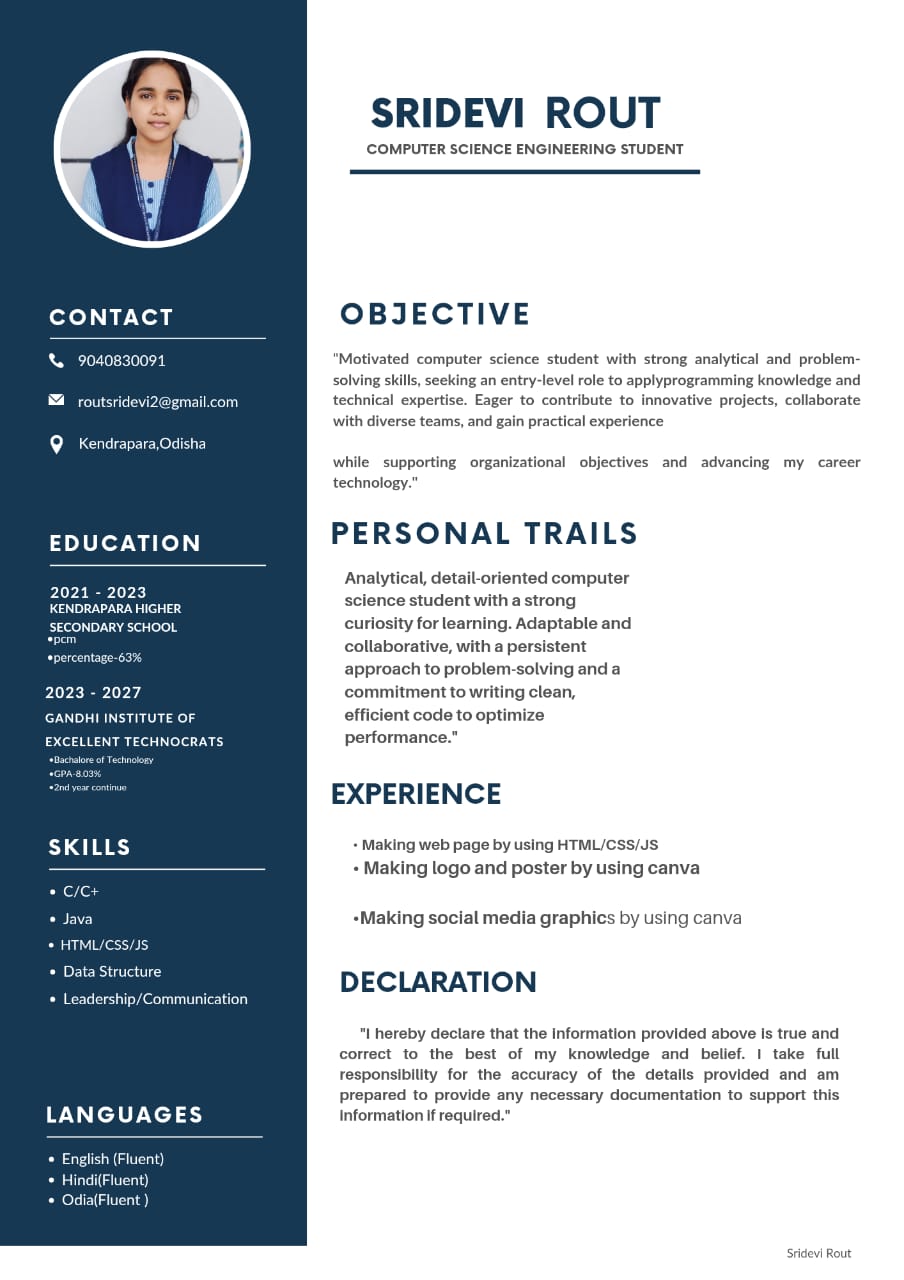 SRIDEVI ROUT
COMPUTER SCIENCE ENGINEERING STUDENT
CONTACT
9040830091
routsridevi2@gmail.com
Kendrapara,Odisha
EDUCATION
2021 - 2023
KENDRAPARA HIGHER
SECONDARY SCHOOL
•pcm
•percentage-63%
2023 - 2027
GANDHI INSTITUTE OF
EXCELLENT TECHNOCRATS
•Bachalore of Technology
•GPA-8.03%
•2nd year continue
SKILLS
• C/C+
• Java
• HTML/CSS/JS
• Data Structure
• Leadership/Communication
LANGUAGES
• English (Fluent)
• Hindi(Fluent)
• Odia(Fluent )
OBJECTIVE
"Motivated computer science student with strong analytical and problem-
solving skills, seeking an entry-level role to applyprogramming knowledge and
technical expertise. Eager to contribute to innovative projects, collaborate
with diverse teams, and gain practical experience
while supporting organizational objectives and advancing my career
technology."
PERSONAL TRAILS
Analytical, detail-oriented computer
science student with a strong
curiosity for learning. Adaptable and
collaborative, with a persistent
approach to problem-solving and a
commitment to writing clean,
efficient code to optimize
performance."
EXPERIENCE
• Making web page by using HTML/CSS/JS
• Making logo and poster by using canva
•Making social media graphics by using canva
DECLARATION
"I hereby declare that the information provided above is true and
correct to the best of my knowledge and belief. I take full
responsibility for the accuracy of the details provided and am
prepared to provide any necessary documentation to support this
information if required."
Sridevi Rout